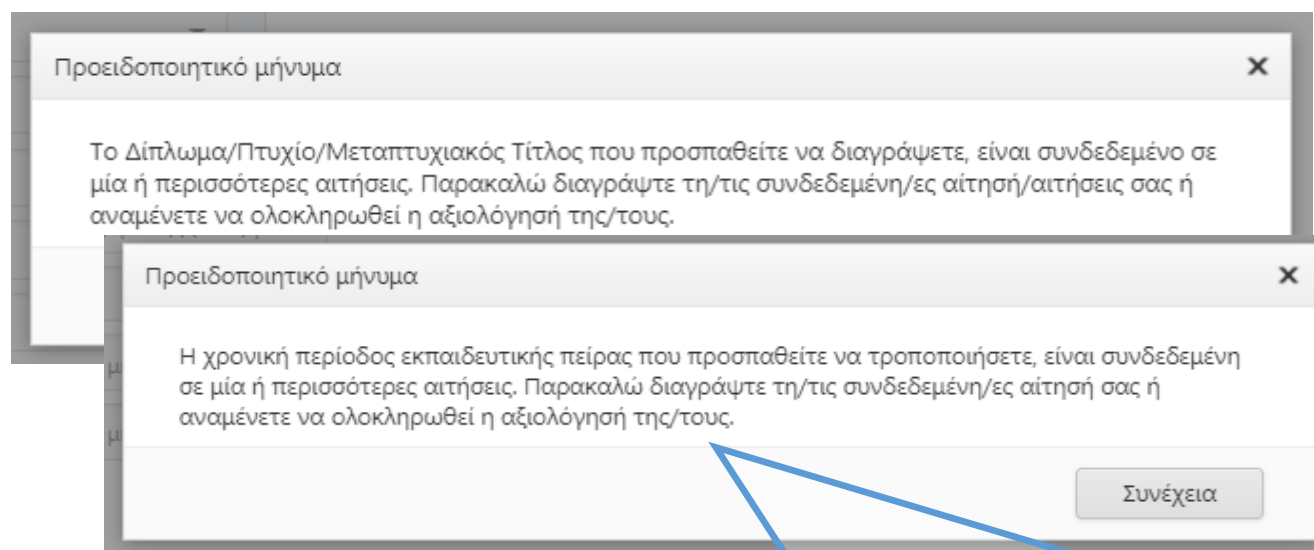 Προειδοποιητικό μήνυμα
Το Δίπλωμα/Πτυχίο/Μεταπτυχιακός Τίτλος που προσπαθείτε να διαγράψετε, είναι συνδεδεμένο σε
μία ή περισσότερες αιτήσεις. Παρακαλώ διαγράψτε τη/τις συνδεδεμένη/ες αίτησή/αιτήσεις σας ή
αναμένετε να ολοκληρωθεί η αξιολόγησή της/τους.
Προειδοποιητικό μήνυμα
Η χρονική περίοδος εκπαιδευτικής πείρας που προσπαθείτε να τροποποιήσετε, είναι συνδεδεμένη
σε μία ή περισσότερες αιτήσεις. Παρακαλώ διαγράψτε τη/τις συνδεδεμένη/ες αίτησή σας ή
αναμένετε να ολοκληρωθεί η αξιολόγησή της/τους.
Συνέχεια